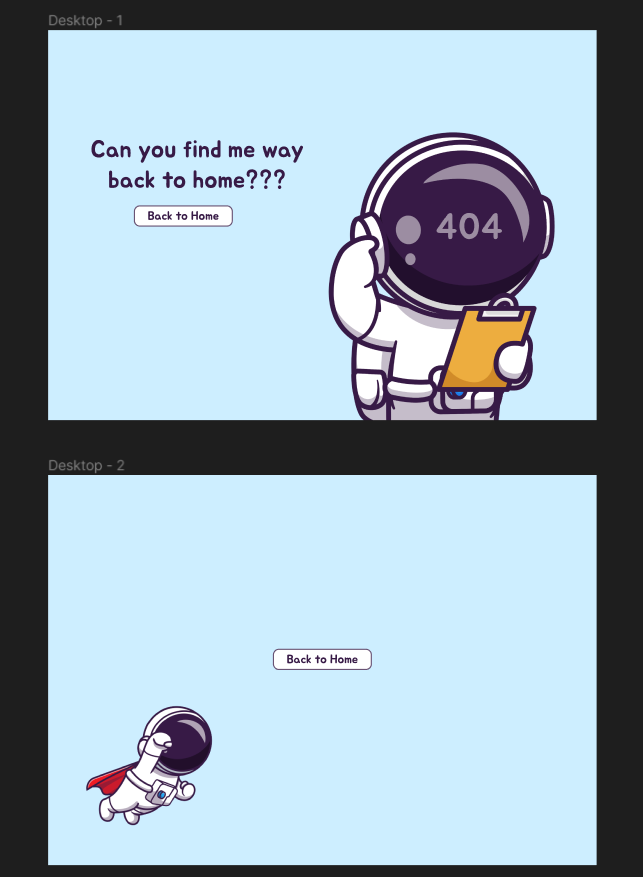 Desktop - 1
Can you find me way
back to home???
Back to Home
404
Desktop - 2
Back to Home